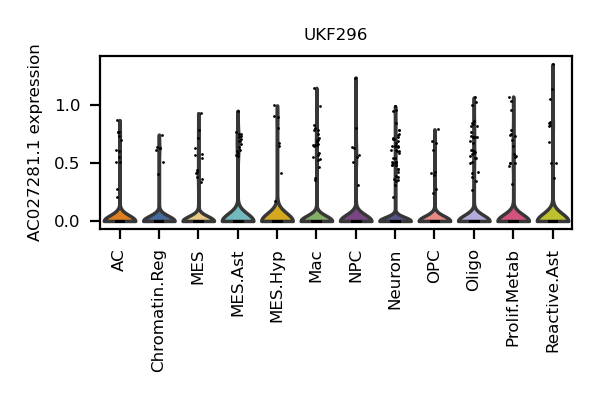 UKF296
AC027281.1 expression
1.0
0.5
0.0
AC
Chromatin.Reg
MES
MES.Ast
MES.Hyp
Mac
NPC
Neuron
OPC
Oligo
Prolif.Metab
Reactive.Ast